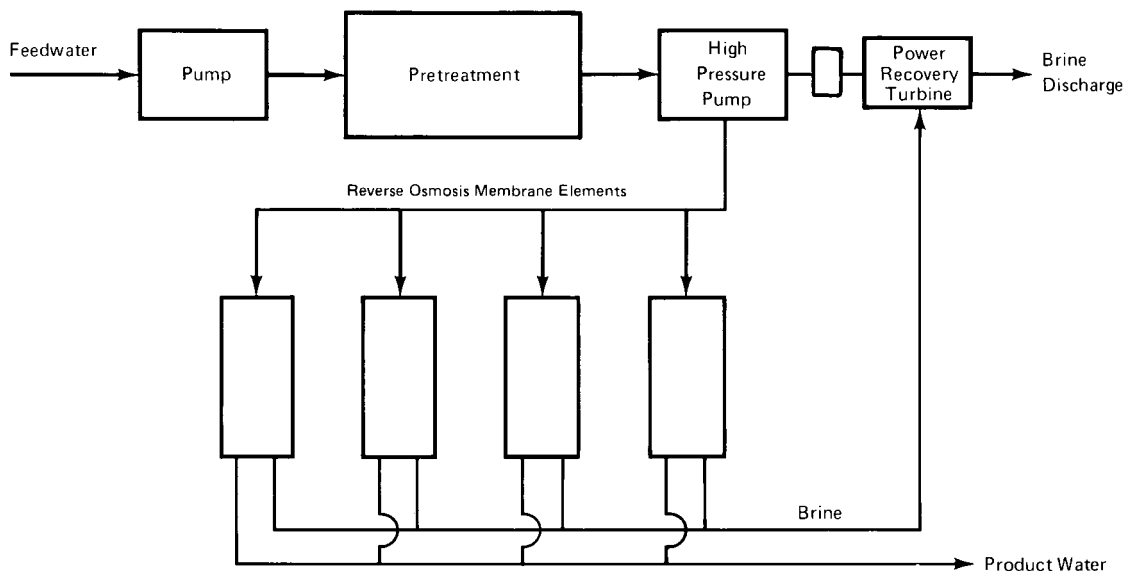 Feedwater
Pump
Pretreatment
High
Pressure
Pump
Power
Recovery
Turbine
Brine
Discharge
Reverse Osmosis Membrane Elements
Brine
Product Water